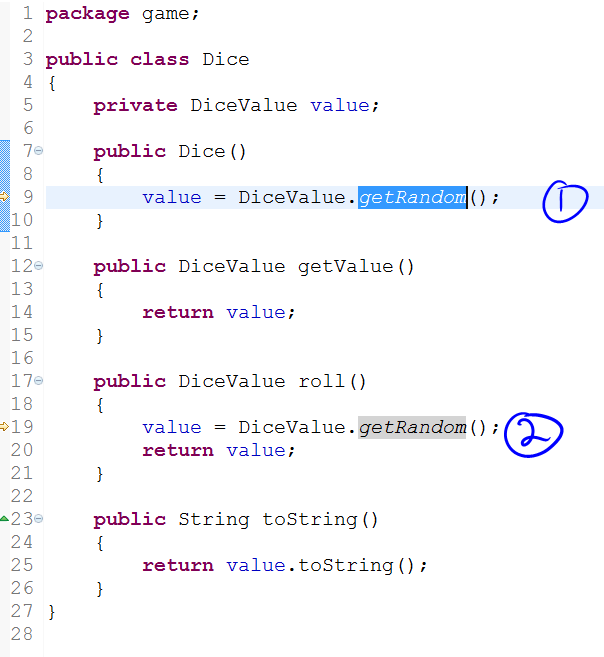 1 package game;
2
3 public class Dice
4 {
5     private DiceValue value;
6
7     public Dice()
8     {
9         value = DiceValue.getRandom(); 1
10     }
11
12     public DiceValue getValue()
13     {
14         return value;
15     }
16
17     public DiceValue roll()
18     {
19         value = DiceValue.getRandom(); 2
20         return value;
21     }
22
23     public String toString()
24     {
25         return value.toString();
26     }
27 }
28